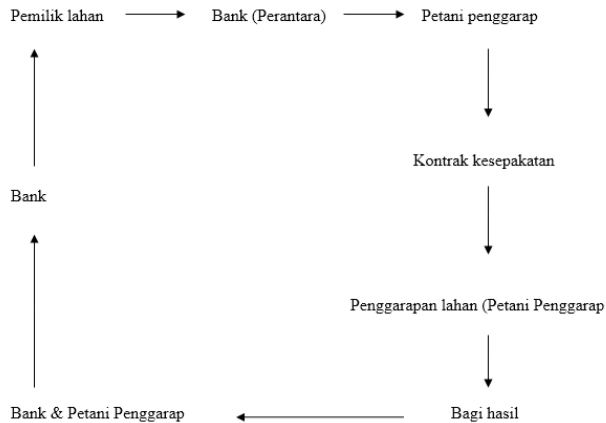 Pemilik lahan
Bank (Perantara)
Petani penggarap
Kontrak kesepakatan
Bank
Penggarapan lahan (Petani Penggarap
Bank & Petani Penggarap
Bagi hasil